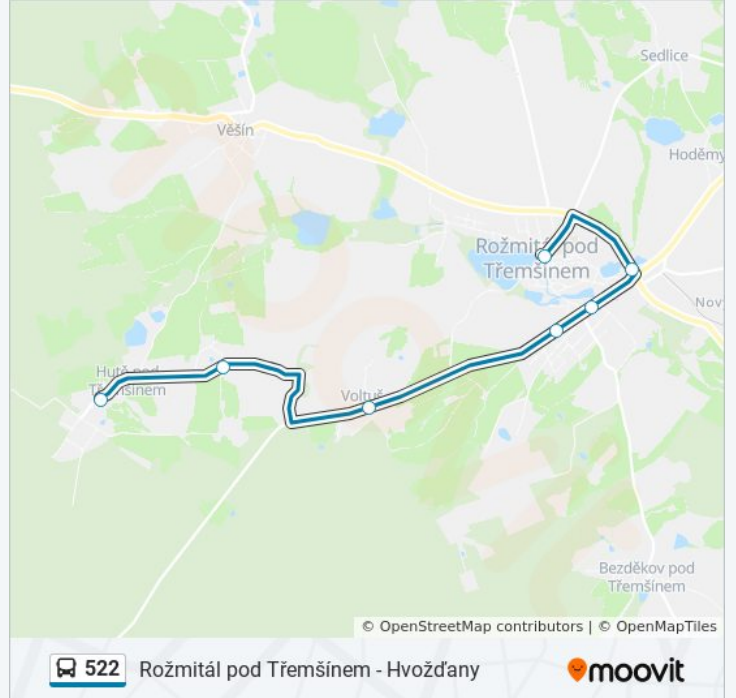 Sedlice
Věšín
Hoděmy
Rožmitál pod
Třemšínem
Nov
Hutě pod
Třemšínem
Voltuš
Bezděkov pod
Třemšínem
© OpenStreetMap contributors | © OpenMapTiles
522 Rožmitál pod Třemšínem - Hvožďany
moovit